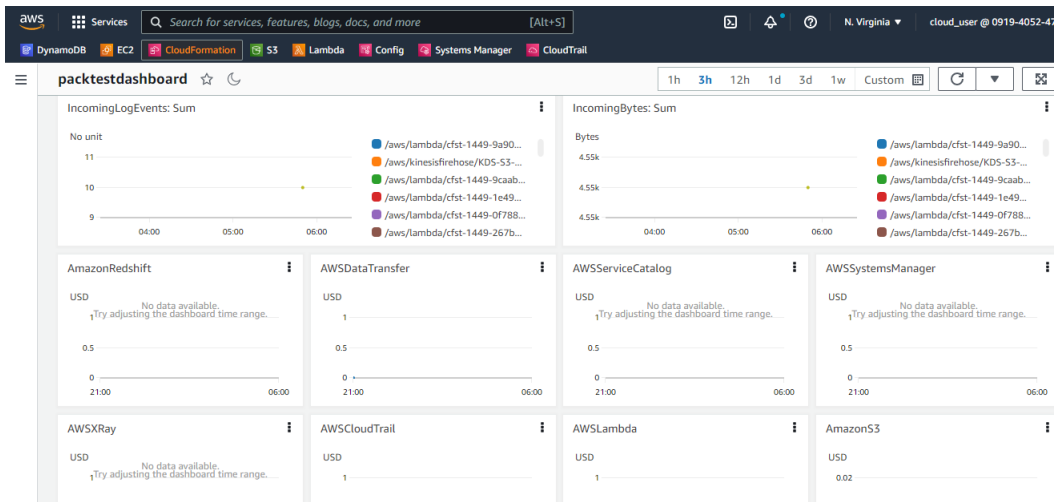 aws Services Search for services, features, blogs, docs, and more [Alt+S] N. Virginia ▼ cloud_user @ 0919-4052-47
DynamoDB EC2 CloudFormation S3 Lambda Config Systems Manager CloudTrail
packtestdashboard 1h 3h 12h 1d 3d 1w Custom
IncomingLogEvents: Sum
No unit
11
10
9
04:00 05:00 06:00
/aws/lambda/cfst-1449-9a90...
/aws/kinesisfirehose/KDS-S3-...
/aws/lambda/cfst-1449-9caab...
/aws/lambda/cfst-1449-1e49...
/aws/lambda/cfst-1449-0f788...
/aws/lambda/cfst-1449-267b...
IncomingBytes: Sum
Bytes
4.55k
4.55k
4.55k
04:00 05:00 06:00
/aws/lambda/cfst-1449-9a90...
/aws/kinesisfirehose/KDS-S3-...
/aws/lambda/cfst-1449-9caab...
/aws/lambda/cfst-1449-1e49...
/aws/lambda/cfst-1449-0f788...
/aws/lambda/cfst-1449-267b...
AmazonRedshift
USD
No data available.
Try adjusting the dashboard time range.
1
0.5
0
21:00 06:00
AWSDataTransfer
USD
1
0.5
0
21:00 06:00
AWSServiceCatalog
USD
No data available.
Try adjusting the dashboard time range.
1
0.5
0
21:00 06:00
AWSSystemsManager
USD
No data available.
Try adjusting the dashboard time range.
1
0.5
0
21:00 06:00
AWSXRay
USD
No data available.
Try adjusting the dashboard time range.
1
AWSCloudTrail
USD
1
AWSLambda
USD
1
AmazonS3
USD
0.02